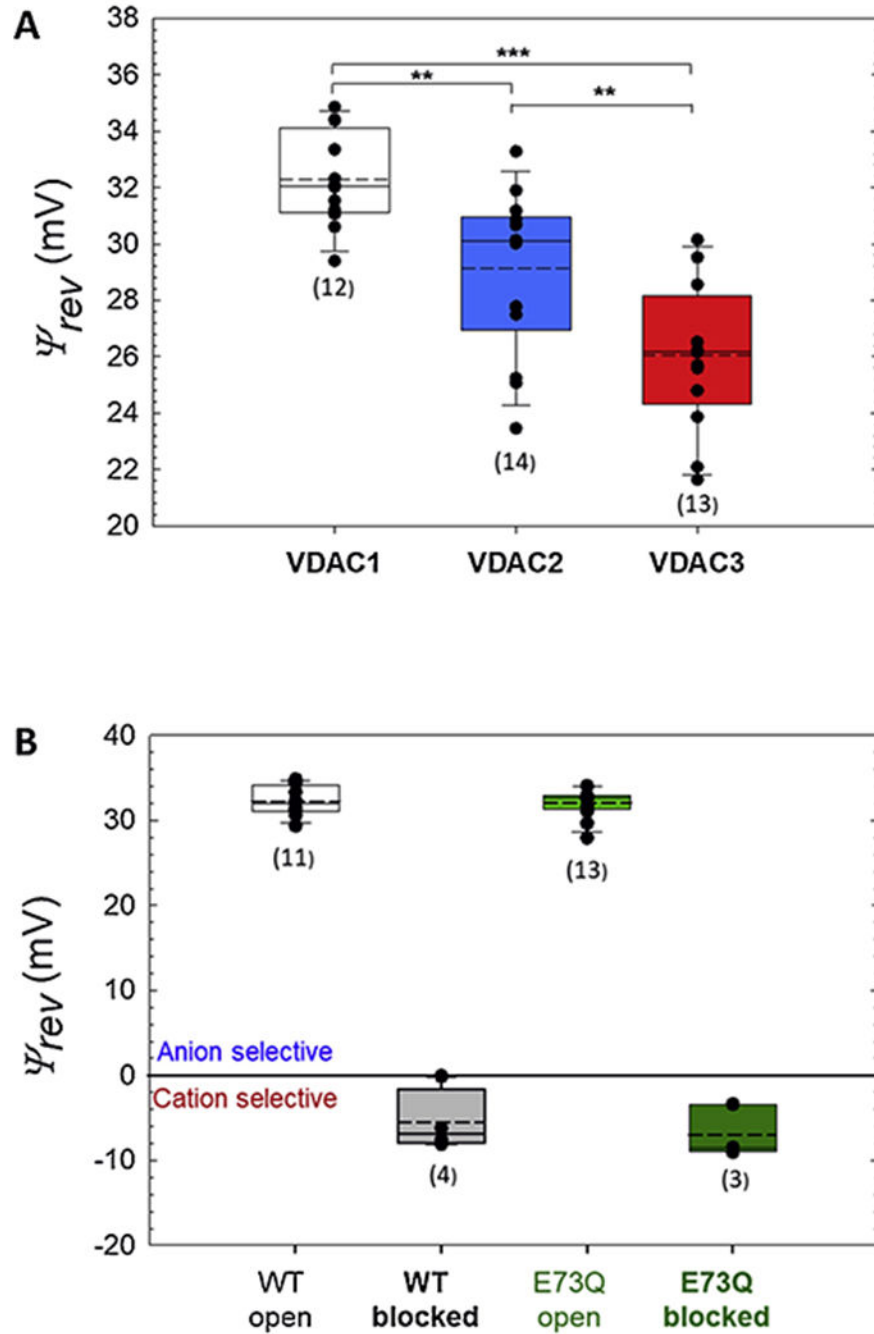 A
38
36
34
32
30
28
26
24
22
20
Ψrev (mV)
***
** **
(12)
(14)
(13)
VDAC1 VDAC2 VDAC3
B
40
30
20
10
0
-10
-20
Ψrev (mV)
(11) (13)
Anion selective
Cation selective
(4) (3)
WT WT E73Q E73Q
open blocked open blocked